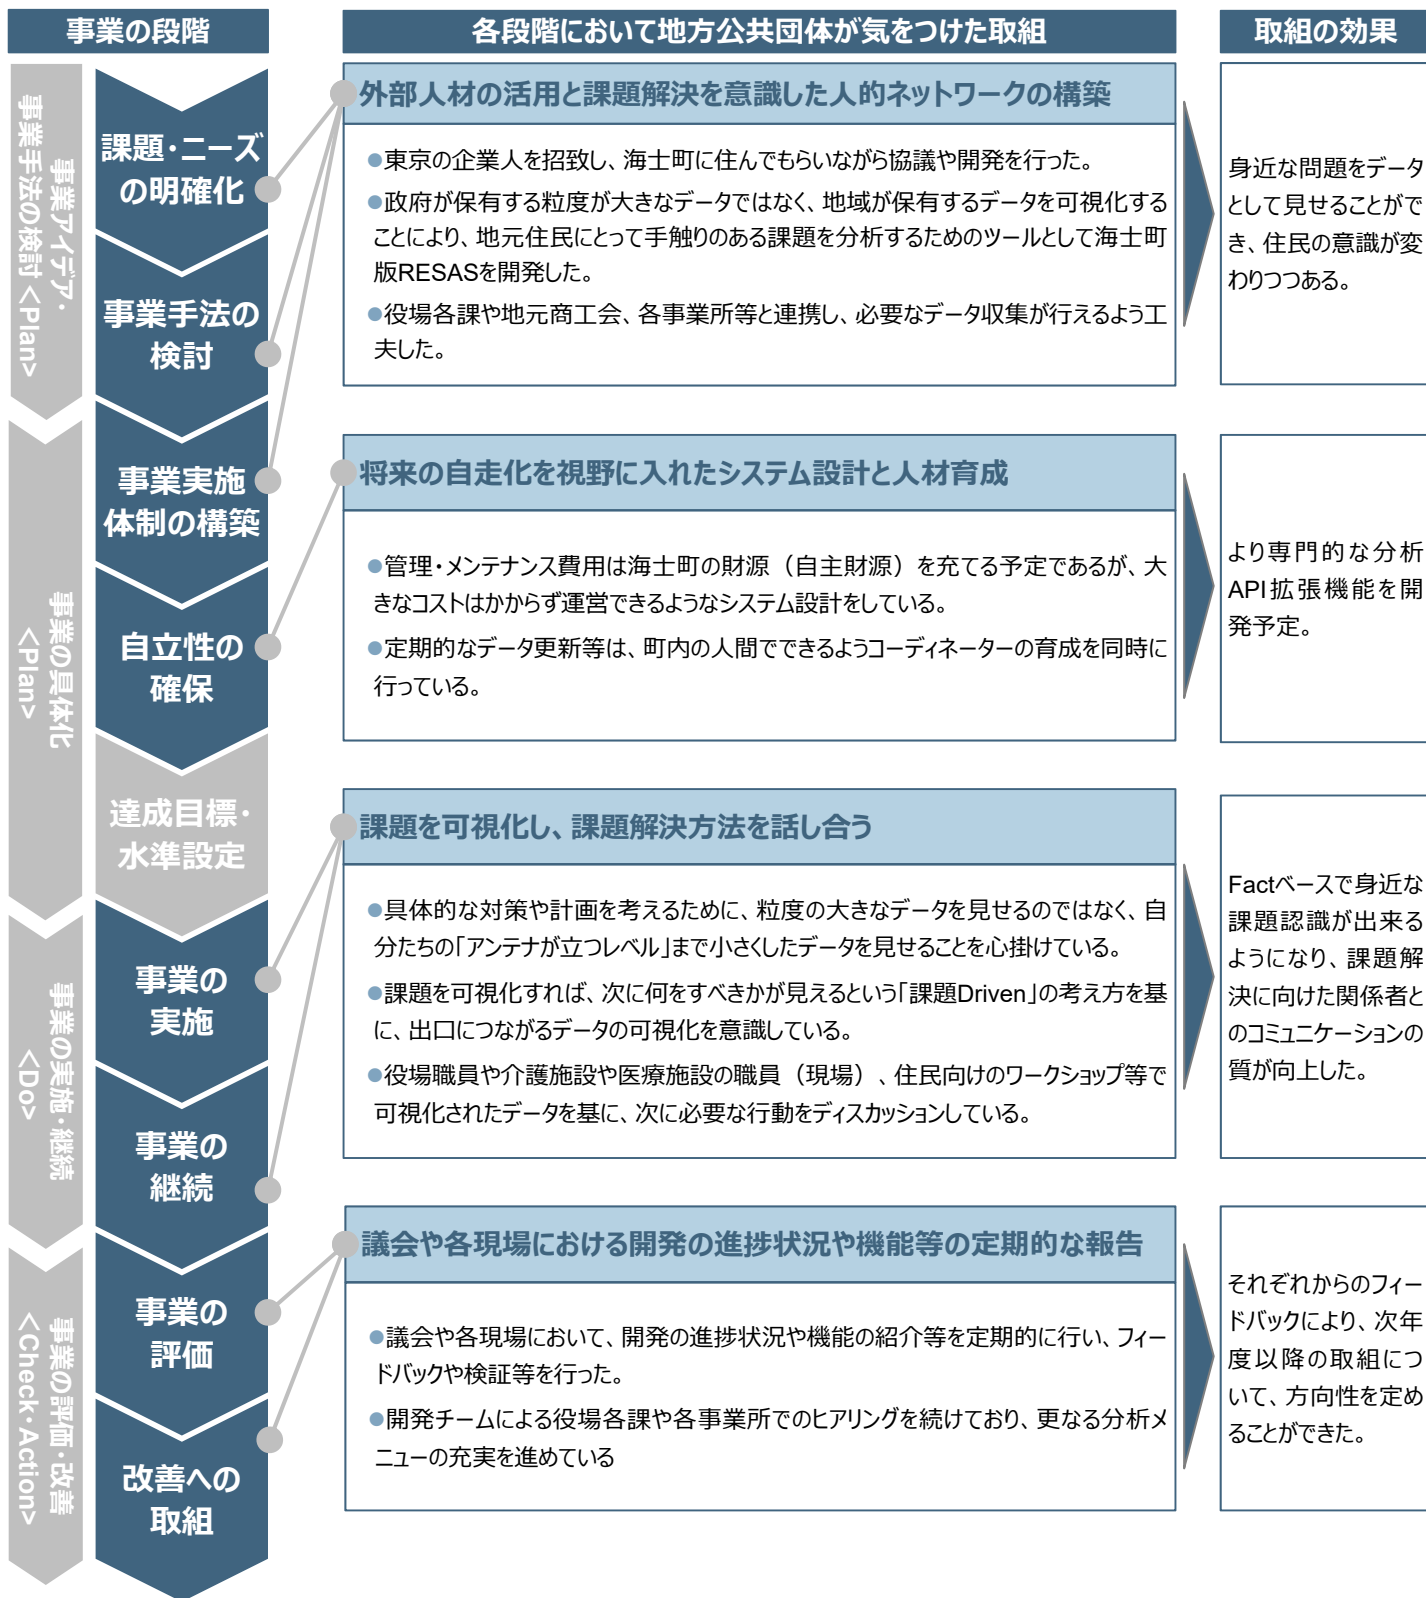 事業の段階
各段階において地方公共団体が気をつけた取組
取組の効果
事業アイデア・
事業手法の検討 <Plan>
課題・ニーズ
の明確化
事業手法の
検討
外部人材の活用と課題解決を意識した人的ネットワークの構築
●東京の企業人を招致し、海士町に住んでもらいながら協議や開発を行った。
●政府が保有する粒度が大きなデータではなく、地域が保有するデータを可視化する
ことにより、地元住民にとって手触りのある課題を分析するためのツールとして海士町
版RESASを開発した。
●役場各課や地元商工会、各事業所等と連携し、必要なデータ収集が行えるよう工
夫した。
身近な問題をデータ
として見せることがで
き、住民の意識が変
わりつつある。
事業の具体化
<Plan>
事業実施
体制の構築
自立性の
確保
達成目標・
水準設定
将来の自走化を視野に入れたシステム設計と人材育成
●管理・メンテナンス費用は海士町の財源（自主財源）を充てる予定であるが、大
きなコストはかからず運営できるようなシステム設計をしている。
●定期的なデータ更新等は、町内の人間でできるようコーディネーターの育成を同時に
行っている。
より専門的な分析
API拡張機能を開
発予定。
事業の実施・継続
<Do>
事業の
実施
事業の
継続
課題を可視化し、課題解決方法を話し合う
●具体的な対策や計画を考えるために、粒度の大きなデータを見せるのではなく、自
分たちの「アンテナが立つレベル」まで小さくしたデータを見せることを心掛けている。
●課題を可視化すれば、次に何をすべきかが見えるという「課題Driven」の考え方を基
に、出口につながるデータの可視化を意識している。
●役場職員や介護施設や医療施設の職員（現場）、住民向けのワークショップ等で
可視化されたデータを基に、次に必要な行動をディスカッションしている。
Factベースで身近な
課題認識が出来る
ようになり、課題解
決に向けた関係者と
のコミュニケーションの
質が向上した。
事業の評価・改善
<Check・Action>
事業の
評価
改善への
取組
議会や各現場における開発の進捗状況や機能等の定期的な報告
●議会や各現場において、開発の進捗状況や機能の紹介等を定期的に行い、フィー
ドバックや検証等を行った。
●開発チームによる役場各課や各事業所でのヒアリングを続けており、更なる分析メ
ニューの充実を進めている
それぞれからのフィー
ドバックにより、次年
度以降の取組につ
いて、方向性を定め
ることができた。